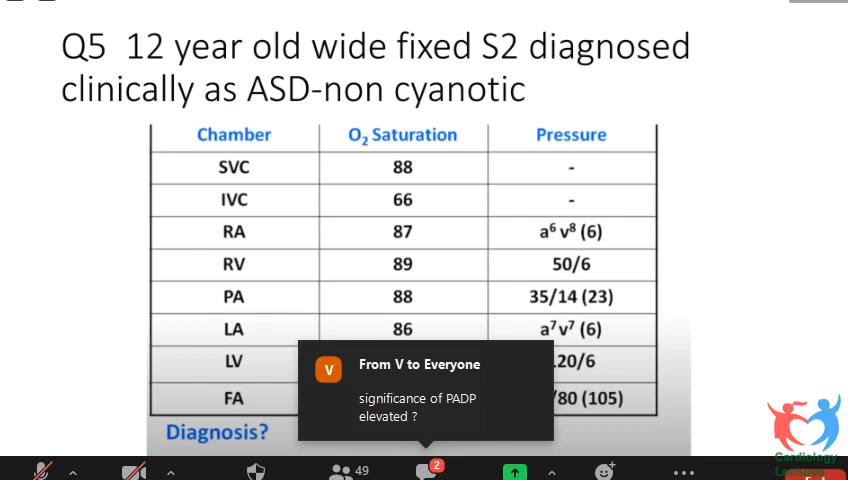 Q5 12 year old wide fixed S2 diagnosed
clinically as ASD-non cyanotic
Chamber O₂ Saturation Pressure
SVC 88 -
IVC 66 -
RA 87 a⁶ v⁸ (6)
RV 89 50/6
PA 88 35/14 (23)
LA 86 a⁷v⁷ (6)
LV 20/6
FA /80 (105)
Diagnosis?
V
From V to Everyone
significance of PADP
elevated ?
49
2
Cardiology